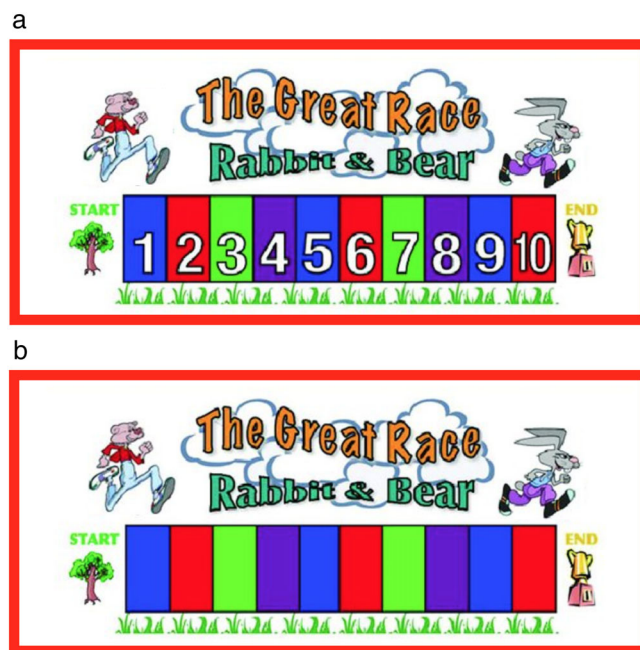 a
The Great Race
Rabbit & Bear
START
END
1 2 3 4 5 6 7 8 9 10
b
The Great Race
Rabbit & Bear
START
END